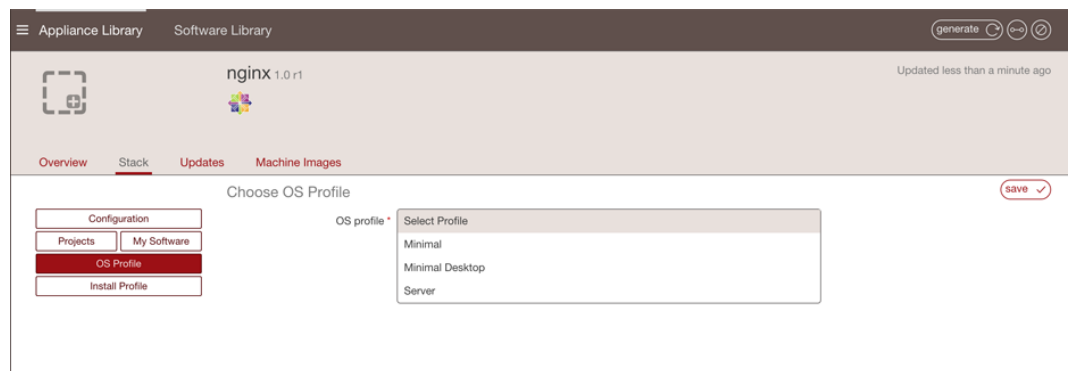 Appliance Library Software Library generate
nginx 1.0 r1 Updated less than a minute ago
Overview Stack Updates Machine Images
Choose OS Profile save
Configuration
Projects My Software
OS Profile
Install Profile
OS profile *
Select Profile
Minimal
Minimal Desktop
Server